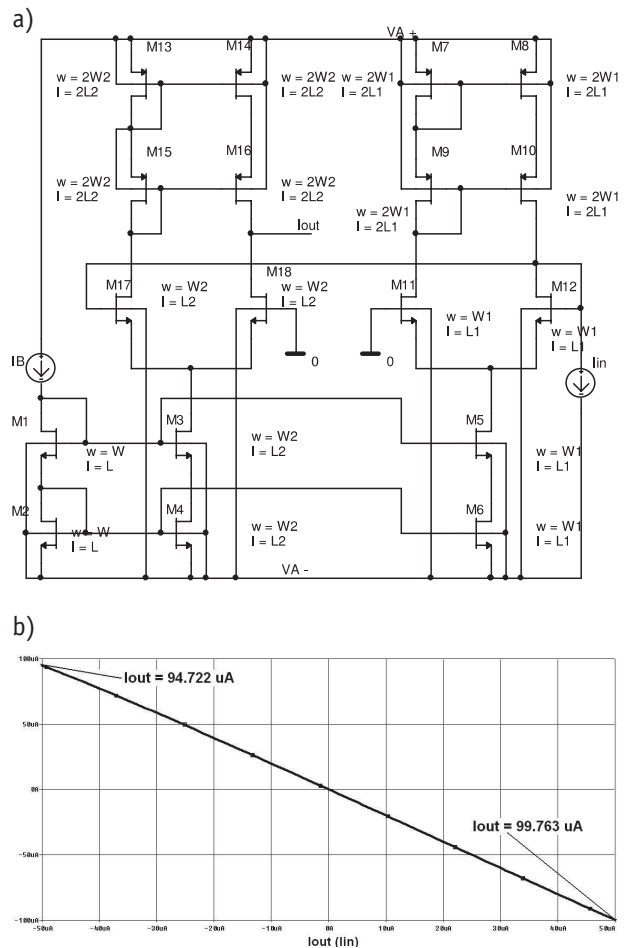 a)
M13
M14
VA +
M7
M8
w = 2W2
l = 2L2
w = 2W2
l = 2L2
w = 2W1
l = 2L1
w = 2W1
l = 2L1
M15
M16
M9
M10
w = 2W2
l = 2L2
w = 2W2
l = 2L2
w = 2W1
l = 2L1
w = 2W1
l = 2L1
Iout
M17
w = W2
l = L2
M18
w = W2
l = L2
M11
w = W1
l = L1
M12
w = W1
l = L1
0
0
IB
Iin
M1
w = W
l = L
M3
w = W2
l = L2
M5
w = W1
l = L1
M2
w = W
l = L
M4
w = W2
l = L2
M6
w = W1
l = L1
VA -
b)
100uA
50uA
0A
-50uA
-100uA
Iout = 94.722 uA
Iout = 99.763 uA
-50uA
-40uA
-30uA
-20uA
-10uA
0A
10uA
20uA
30uA
40uA
50uA
Iout (Iin)